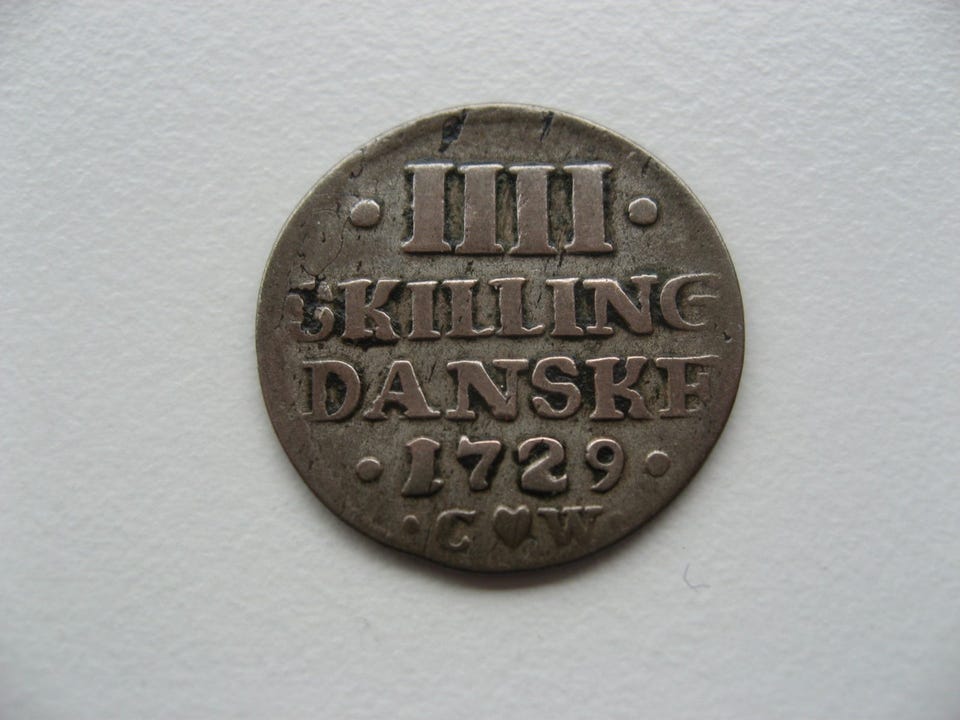 · IIII ·
SKILLING
DANSKE
· 1729 ·
· C ♥ W